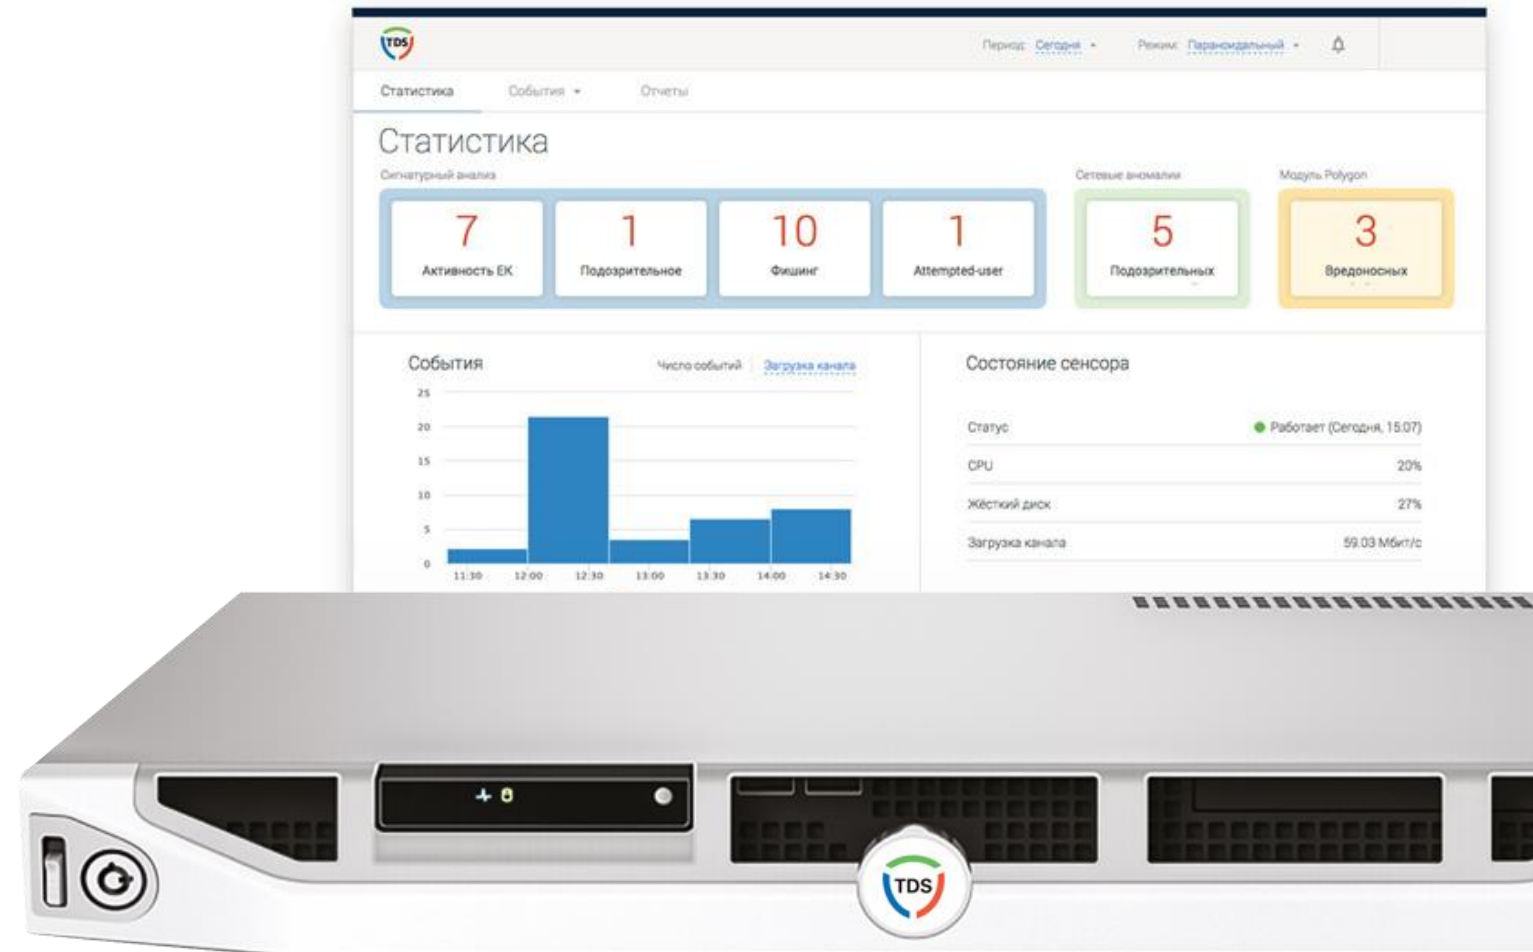 TDS
Период: Сегодня
Режим: Параноидальный
Статистика События Отчеты
Статистика
Сигнатурный анализ
Сетевые аномалии
Модуль Polygon
7
Активность ЕК
1
Подозрительное
10
Фишинг
1
Attempted-user
5
Подозрительных
3
Вредоносных
События
Число событий Загрузка канала
25
20
15
10
5
0
11:30 12:00 12:30 13:00 13:30 14:00 14:30
Состояние сенсора
Статус Работает (Сегодня, 15:07)
CPU 20%
Жёсткий диск 27%
Загрузка канала 59.03 Мбит/с
TDS